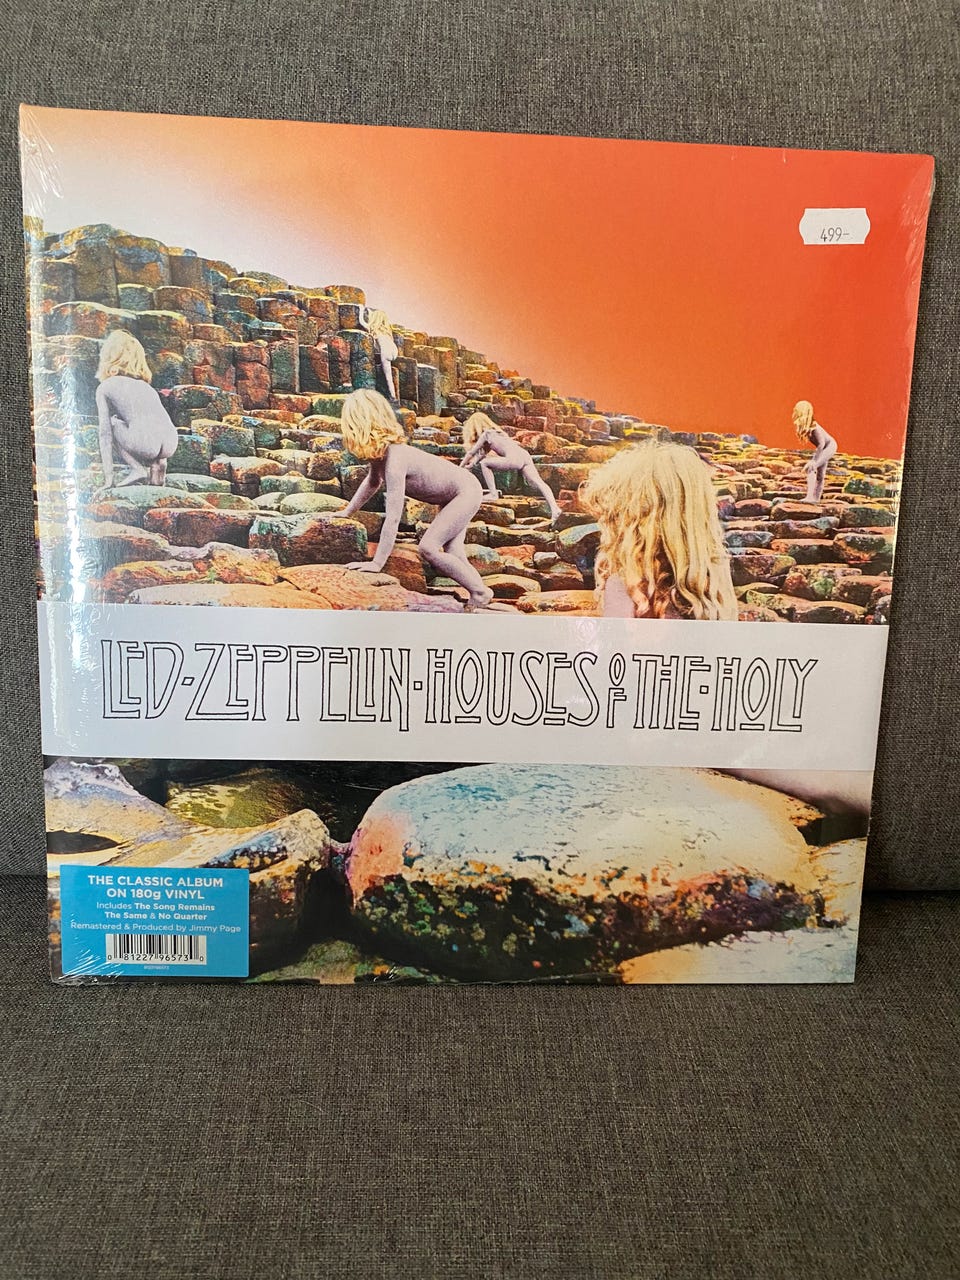 499-
LED·ZEPPELIN·HOUSES OF THE·HOLY
THE CLASSIC ALBUM
ON 180g VINYL
Includes The Song Remains
The Same & No Quarter
Remastered & Produced by Jimmy Page
0 81227 96573 0